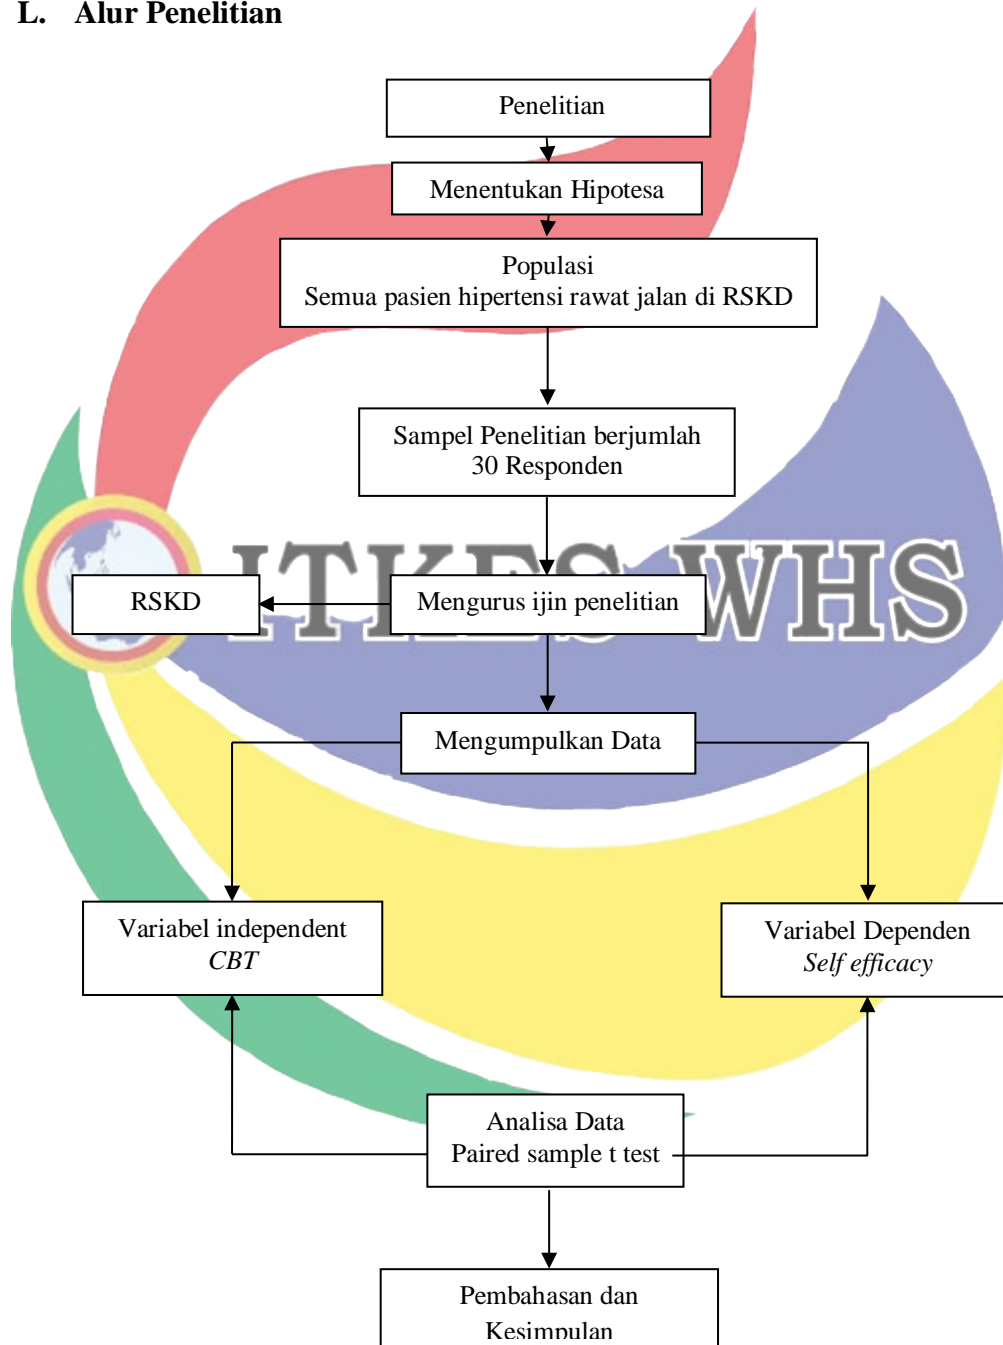 L. Alur Penelitian
Penelitian
Menentukan Hipotesa
Populasi
Semua pasien hipertensi rawat jalan di RSKD
Sampel Penelitian berjumlah
30 Responden
ITKES WHS
RSKD
Mengurus ijin penelitian
Mengumpulkan Data
Variabel independent
CBT
Variabel Dependen
Self efficacy
Analisa Data
Paired sample t test
Pembahasan dan
Kesimpulan